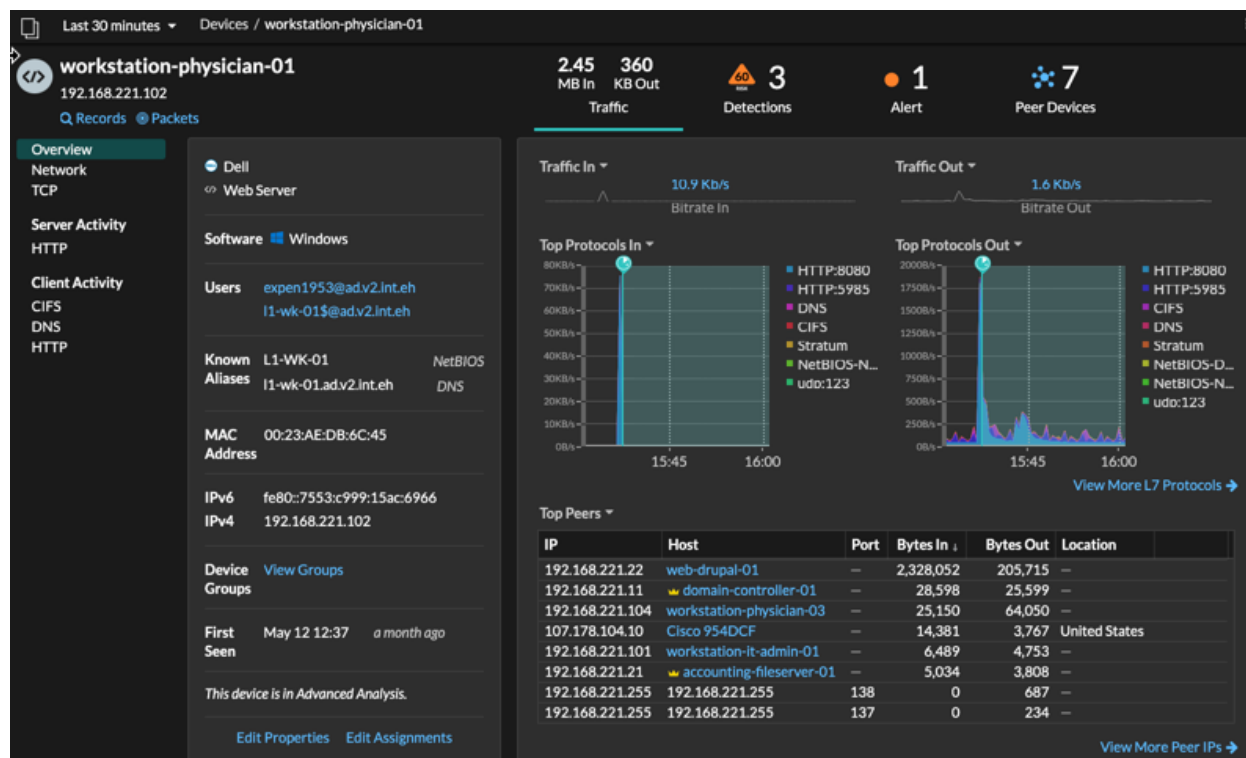 Last 30 minutes Devices / workstation-physician-01
workstation-physician-01
192.168.221.102
Records Packets
2.45 MB In 360 KB Out
Traffic
60 RISK 3
Detections
1
Alert
7
Peer Devices
Overview
Network
TCP
Server Activity
HTTP
Client Activity
CIFS
DNS
HTTP
Dell
Web Server
Software Windows
Users expen1953@ad.v2.int.eh
l1-wk-01$@ad.v2.int.eh
Known Aliases L1-WK-01 NetBIOS
l1-wk-01.ad.v2.int.eh DNS
MAC Address 00:23:AE:DB:6C:45
IPv6 fe80::7553:c999:15ac:6966
IPv4 192.168.221.102
Device Groups View Groups
First Seen May 12 12:37 a month ago
This device is in Advanced Analysis.
Edit Properties Edit Assignments
Traffic In
10.9 Kb/s
Bitrate In
Traffic Out
1.6 Kb/s
Bitrate Out
Top Protocols In
80KB/s
70KB/s
60KB/s
50KB/s
40KB/s
30KB/s
20KB/s
10KB/s
0B/s
15:45 16:00
HTTP:8080
HTTP:5985
DNS
CIFS
Stratum
NetBIOS-N...
udp:123
Top Protocols Out
2000B/s
1750B/s
1500B/s
1250B/s
1000B/s
750B/s
500B/s
250B/s
0B/s
15:45 16:00
HTTP:8080
HTTP:5985
CIFS
DNS
Stratum
NetBIOS-D...
NetBIOS-N...
udp:123
View More L7 Protocols
Top Peers
IP Host Port Bytes In Bytes Out Location
192.168.221.22 web-drupal-01 — 2,328,052 205,715 —
192.168.221.11 domain-controller-01 — 28,598 25,599 —
192.168.221.104 workstation-physician-03 — 25,150 64,050 —
107.178.104.10 Cisco 954DCF — 14,381 3,767 United States
192.168.221.101 workstation-it-admin-01 — 6,489 4,753 —
192.168.221.21 accounting-fileserver-01 — 5,034 3,808 —
192.168.221.255 192.168.221.255 138 0 687 —
192.168.221.255 192.168.221.255 137 0 234 —
View More Peer IPs